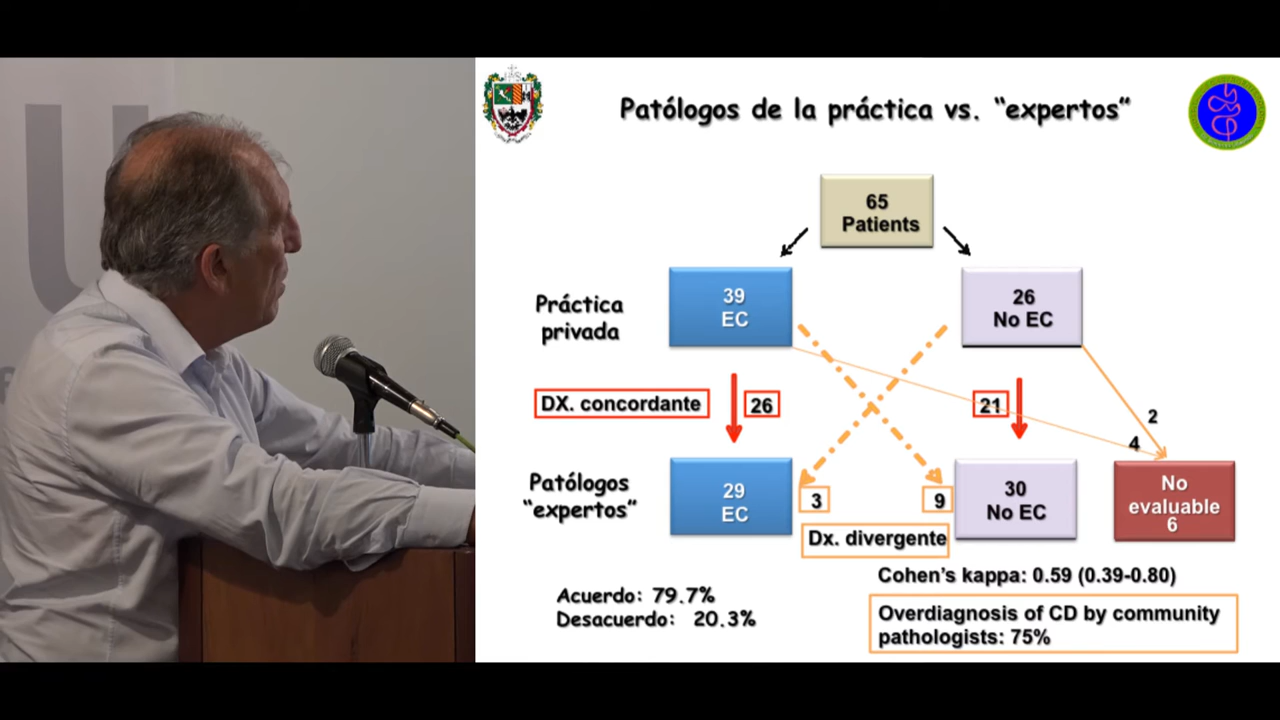 U
Patólogos de la práctica vs. “expertos”
65
Patients
Práctica
privada
39
EC
26
No EC
DX. concordante
26
21
2
4
Patólogos
“expertos”
29
EC
3
9
30
No EC
No
evaluable
6
Dx. divergente
Cohen’s kappa: 0.59 (0.39-0.80)
Acuerdo: 79.7%
Desacuerdo: 20.3%
Overdiagnosis of CD by community
pathologists: 75%